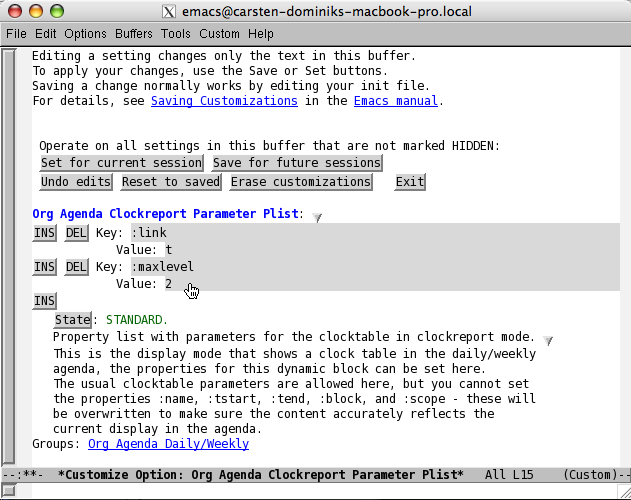 emacs@carsten-dominiks-macbook-pro.local
File Edit Options Buffers Tools Custom Help
Editing a setting changes only the text in this buffer.
To apply your changes, use the Save or Set buttons.
Saving a change normally works by editing your init file.
For details, see Saving Customizations in the Emacs manual.
Operate on all settings in this buffer that are not marked HIDDEN:
Set for current session Save for future sessions
Undo edits Reset to saved Erase customizations Exit
Org Agenda Clockreport Parameter Plist:
INS DEL Key: :link
Value: t
INS DEL Key: :maxlevel
Value: 2
INS
State: STANDARD.
Property list with parameters for the clocktable in clockreport mode.
This is the display mode that shows a clock table in the daily/weekly
agenda, the properties for this dynamic block can be set here.
The usual clocktable parameters are allowed here, but you cannot set
the properties :name, :tstart, :tend, :block, and :scope - these will
be overwritten to make sure the content accurately reflects the
current display in the agenda.
Groups: Org Agenda Daily/Weekly
--:**- *Customize Option: Org Agenda Clockreport Parameter Plist* All L15 (Custom)--